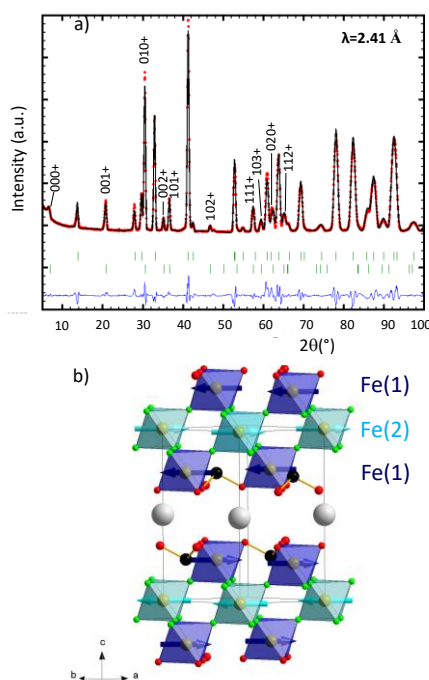 a)
λ=2.41 Å
Intensity (a.u.)
000+
001+
010+
002+
101+
102+
111+
103+
020+
112+
10 20 30 40 50 60 70 80 90 100
2θ(°)
b)
Fe(1)
Fe(2)
Fe(1)
c
b
a